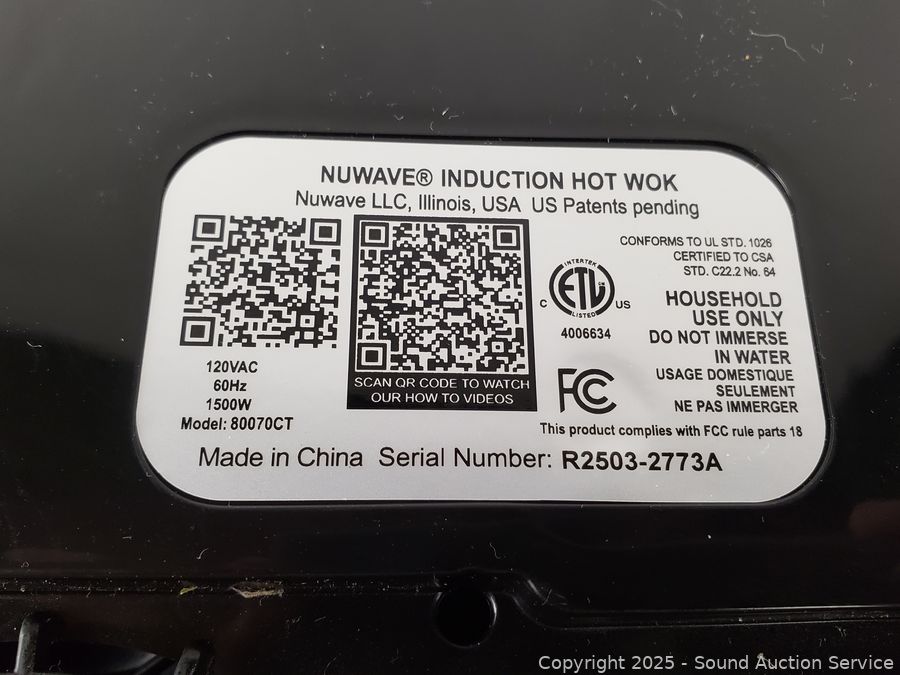 NUWAVE® INDUCTION HOT WOK
Nuwave LLC, Illinois, USA US Patents pending
CONFORMS TO UL STD. 1026
CERTIFIED TO CSA
STD. C22.2 No. 64
INTERTEK
ETL
CM
LISTED
C US
4006634
HOUSEHOLD
USE ONLY
DO NOT IMMERSE
IN WATER
USAGE DOMESTIQUE
SEULEMENT
NE PAS IMMERGER
120VAC
60Hz
1500W
Model: 80070CT
SCAN QR CODE TO WATCH
OUR HOW TO VIDEOS
FCC
This product complies with FCC rule parts 18
Made in China Serial Number: R2503-2773A
Copyright 2025 - Sound Auction Service